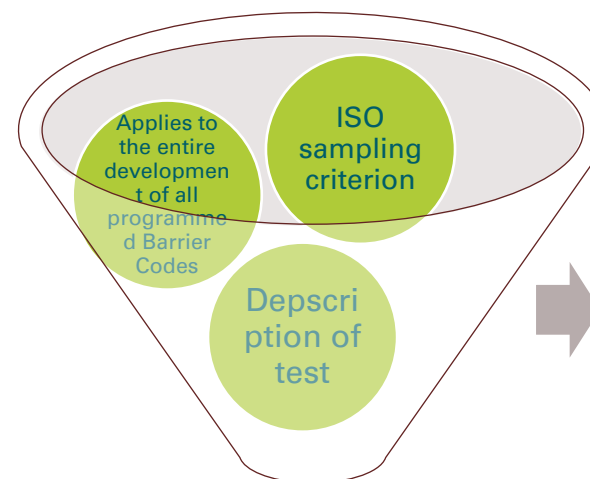 Applies to
the entire
developmen
t of all
programme
d Barrier
Codes
ISO
sampling
criterion
Depscri
ption of
test